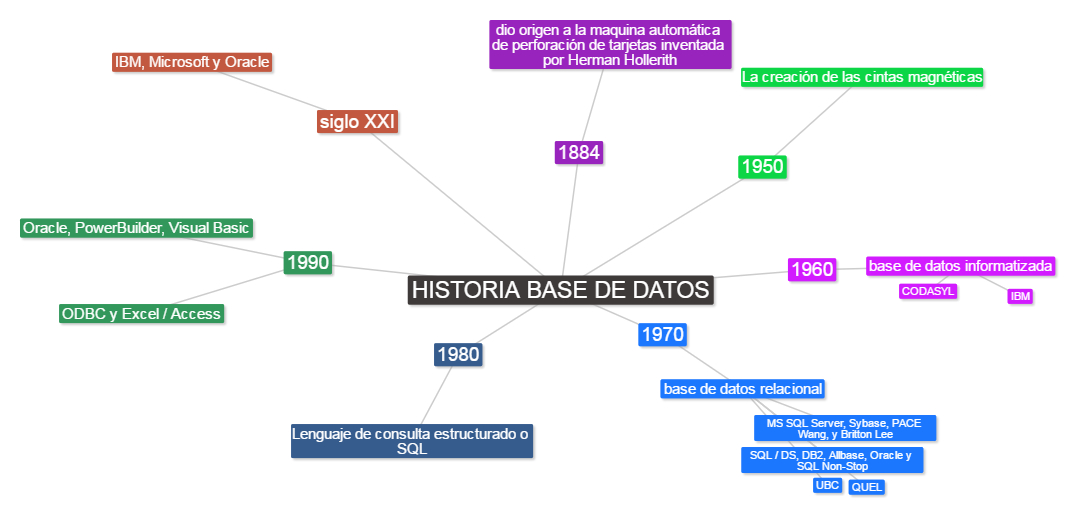 dio origen a la maquina automática
de perforación de tarjetas inventada
por Herman Hollerith
IBM, Microsoft y Oracle
La creación de las cintas magnéticas
siglo XXI
1884
1950
Oracle, PowerBuilder, Visual Basic
1990
1960
base de datos informatizada
CODASYL
IBM
HISTORIA BASE DE DATOS
ODBC y Excel / Access
1970
1980
base de datos relacional
MS SQL Server, Sybase, PACE
Wang, y Britton Lee
Lenguaje de consulta estructurado o
SQL
SQL / DS, DB2, Allbase, Oracle y
SQL Non-Stop
UBC
QUEL